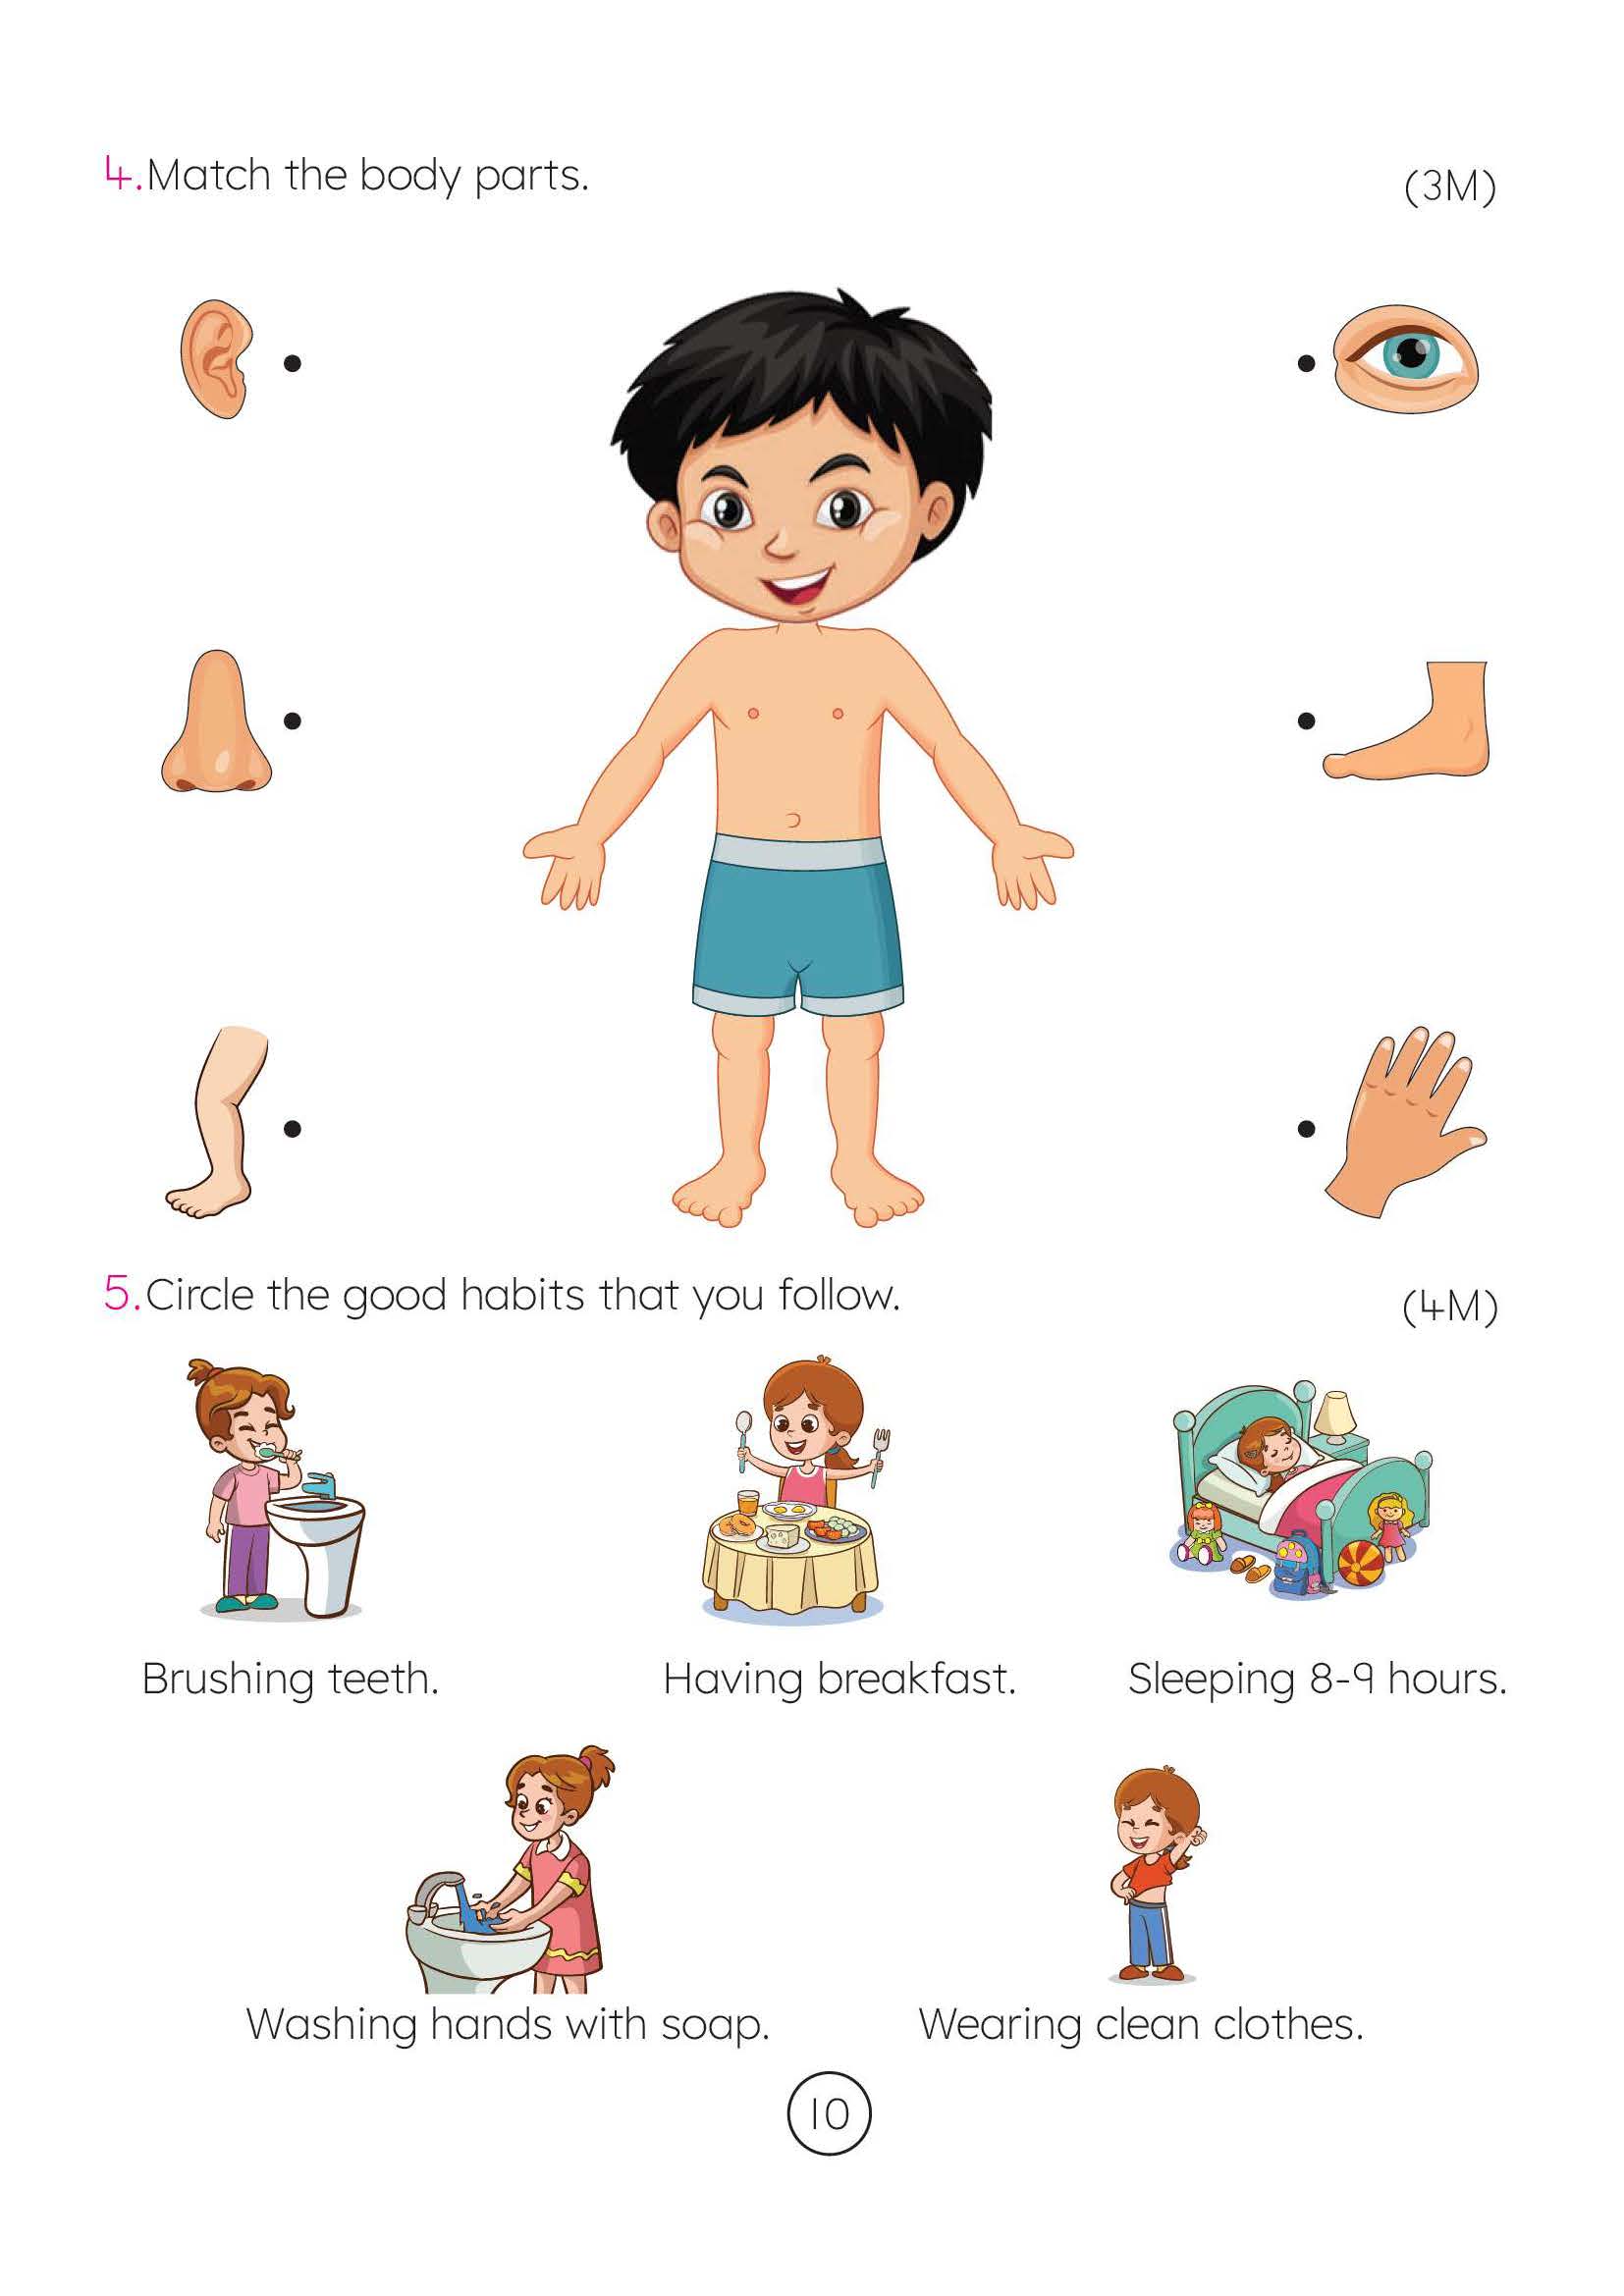 4. Match the body parts. (3M)
5. Circle the good habits that you follow. (4M)
Brushing teeth. Having breakfast. Sleeping 8-9 hours.
Washing hands with soap. Wearing clean clothes.
10